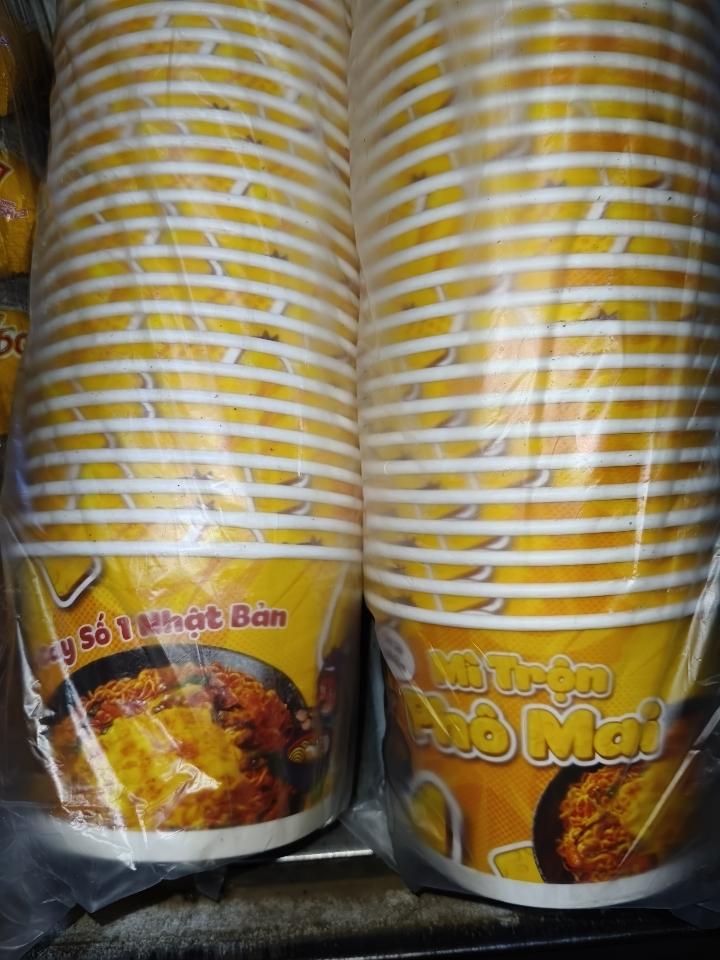 Số 1 Nhật Bản
Mì Trộn
Phô Mai